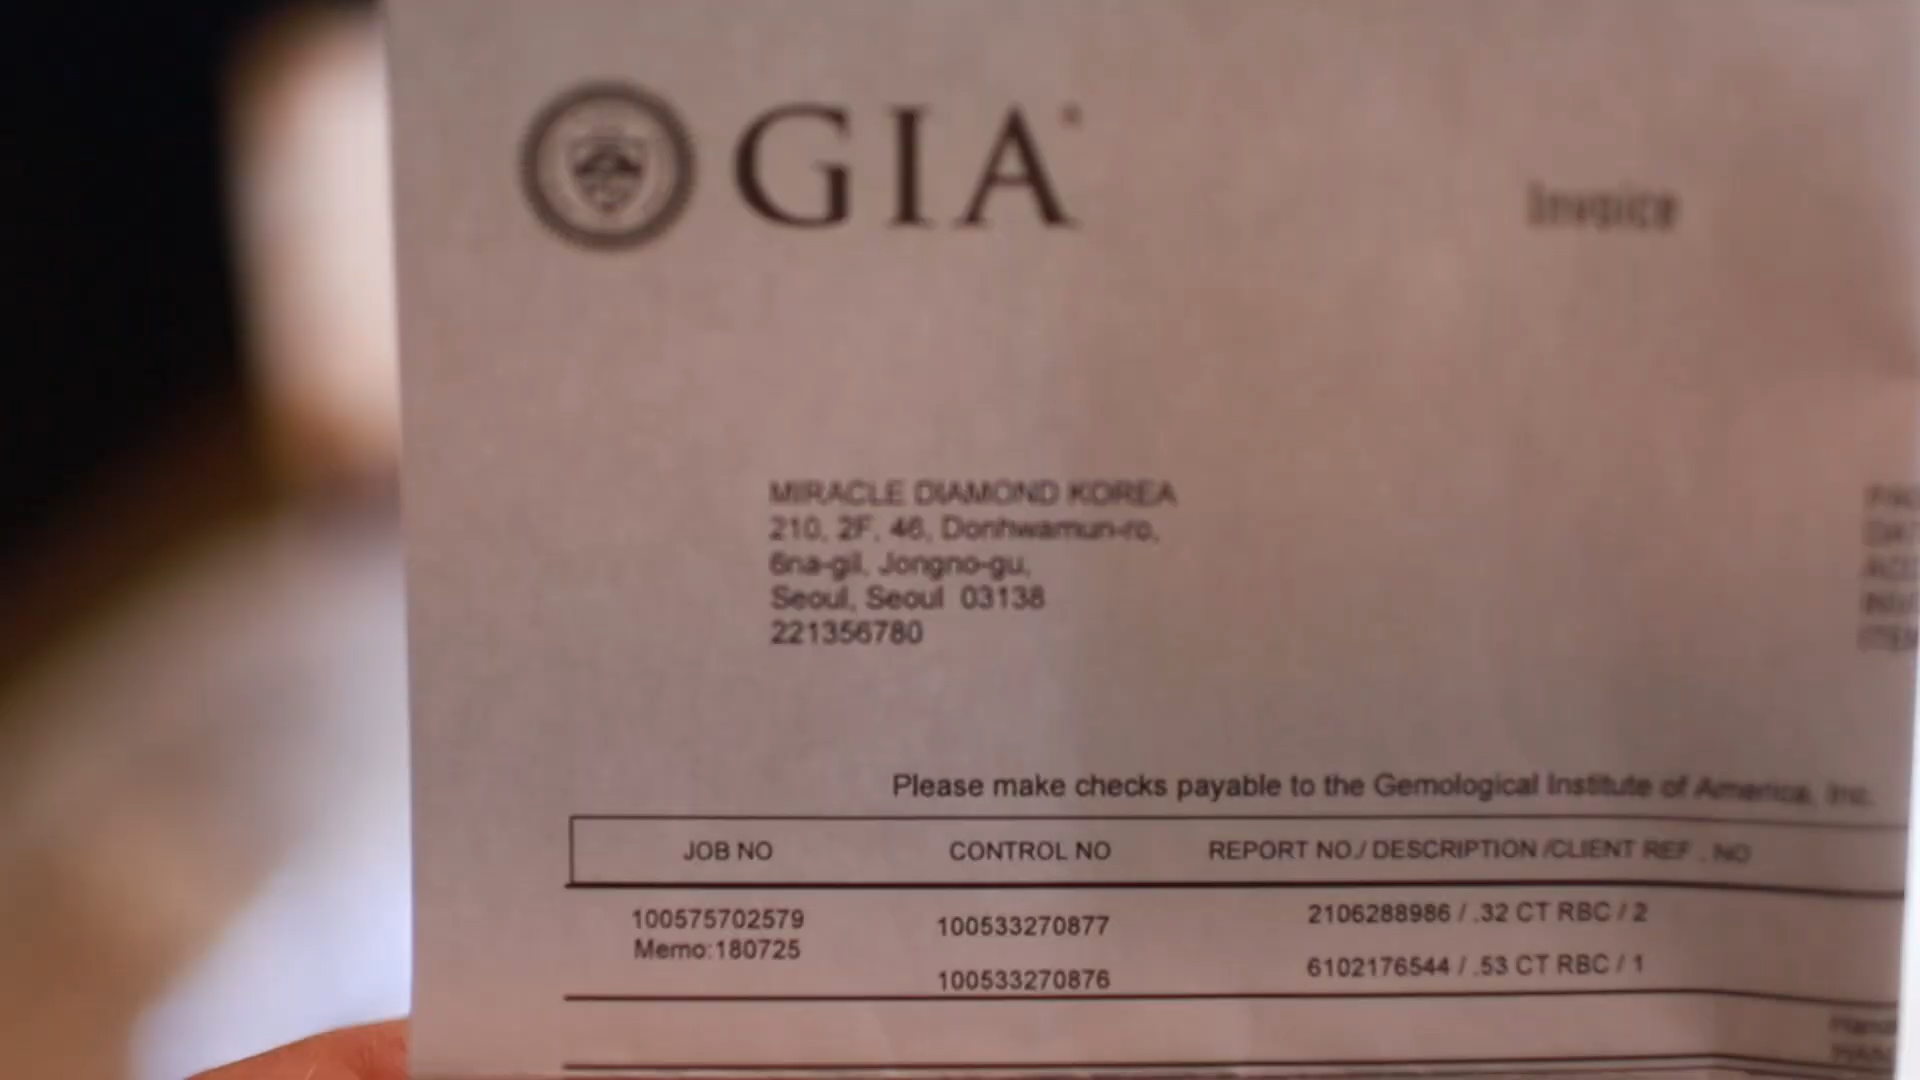 GIA
Invoice
MIRACLE DIAMOND KOREA
210, 2F, 46, Donhwamun-ro,
6na-gil, Jongno-gu,
Seoul, Seoul 03138
221356780
Please make checks payable to the Gemological Institute of America, Inc.
JOB NO CONTROL NO REPORT NO./ DESCRIPTION /CLIENT REF . NO
100575702579 100533270877 2106288986 / .32 CT RBC / 2
Memo:180725
100533270876 6102176544 / .53 CT RBC / 1